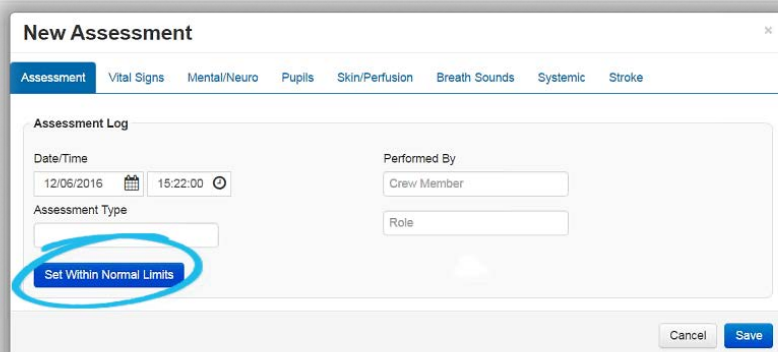 New Assessment
×
Assessment Vital Signs Mental/Neuro Pupils Skin/Perfusion Breath Sounds Systemic Stroke
Assessment Log
Date/Time
12/06/2016 15:22:00
Assessment Type
Set Within Normal Limits
Performed By
Crew Member
Role
Cancel Save